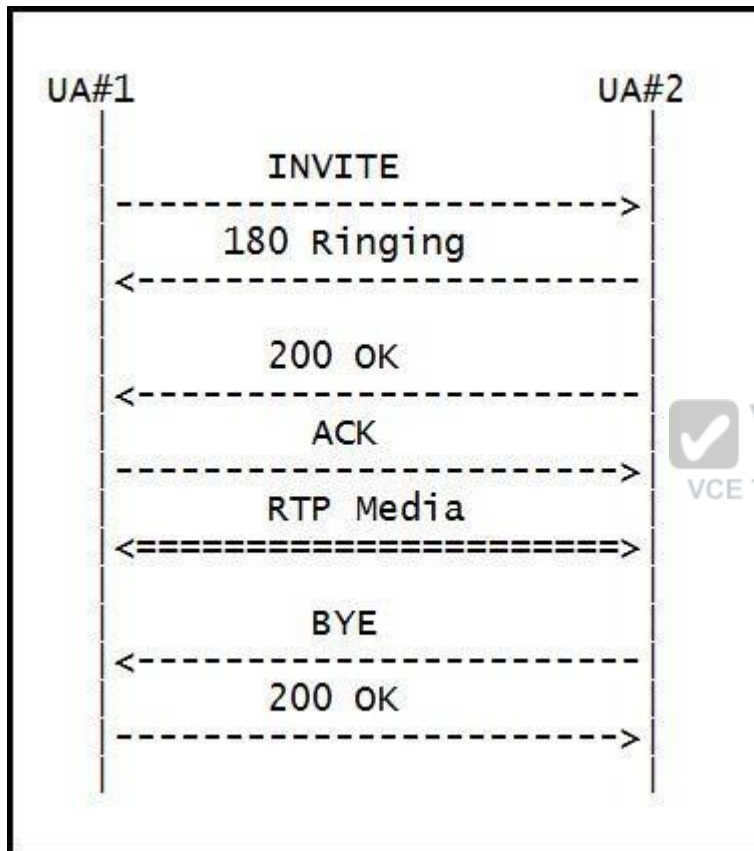 UA#1 UA#2
INVITE
180 Ringing
200 OK
ACK
RTP Media
BYE
200 OK
VCE